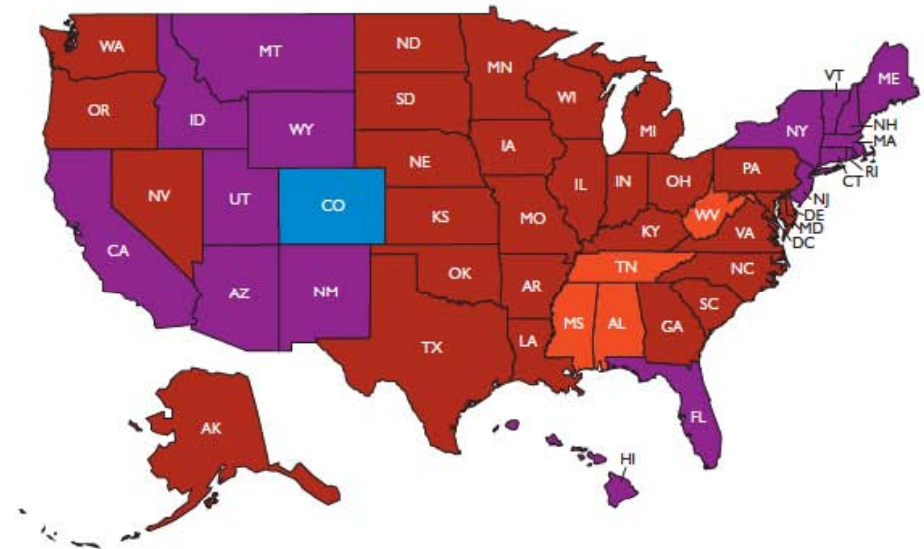 WA
MT
ND
MN
VT
ME
OR
ID
SD
WI
MI
NY
NH
MA
WY
IA
RI
CT
NE
PA
NJ
NV
UT
CO
IL
IN
OH
WV
DE
MD
DC
CA
KS
MO
KY
VA
AZ
NM
OK
AR
TN
NC
SC
MS
AL
GA
TX
LA
FL
AK
HI